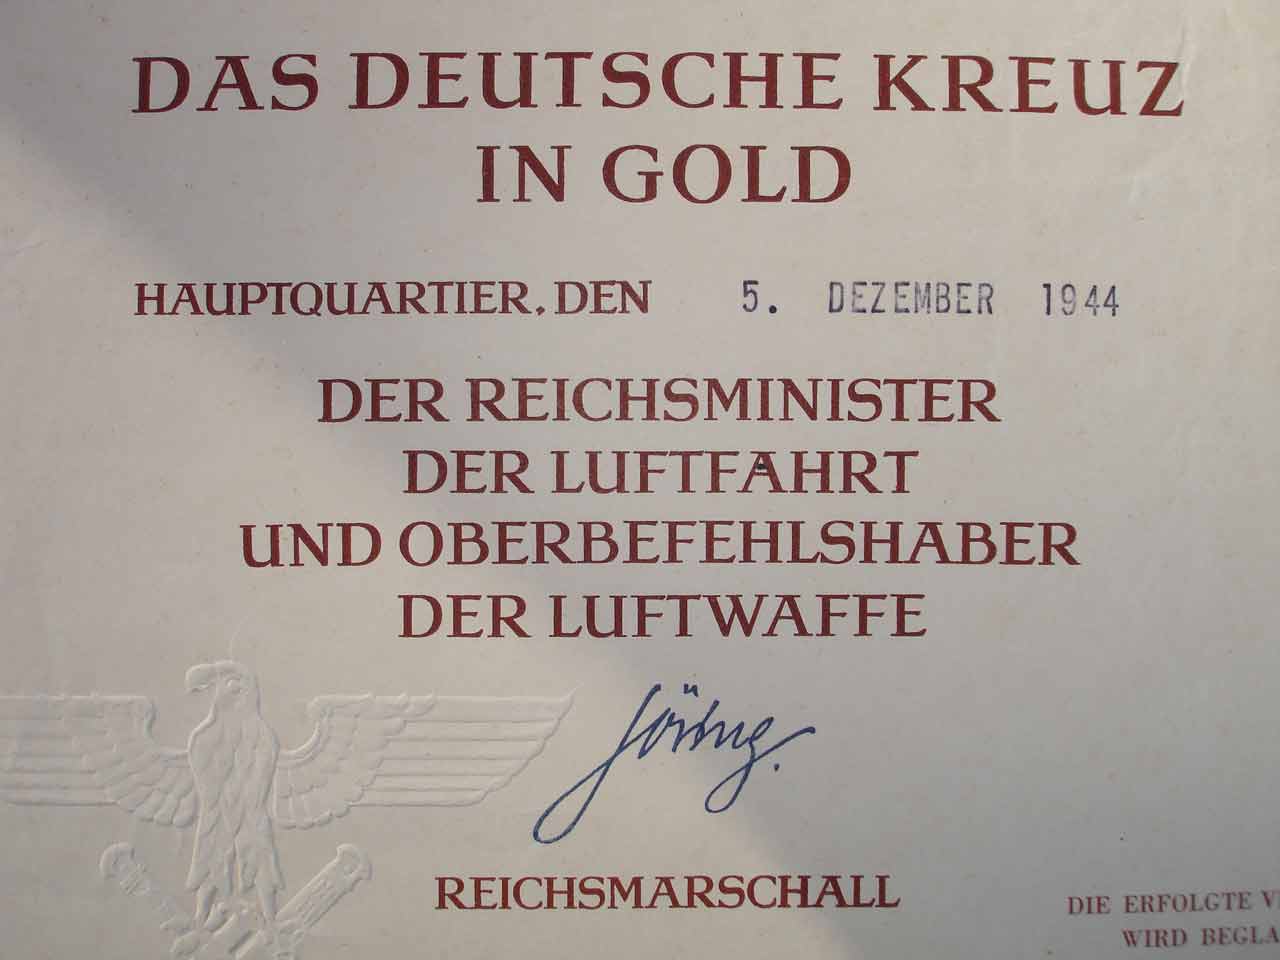 DAS DEUTSCHE KREUZ
IN GOLD
HAUPTQUARTIER, DEN 5. DEZEMBER 1944
DER REICHSMINISTER
DER LUFTFAHRT
UND OBERBEFEHLSHABER
DER LUFTWAFFE
Göring.
REICHSMARSCHALL
DIE ERFOLGTE
WIRD